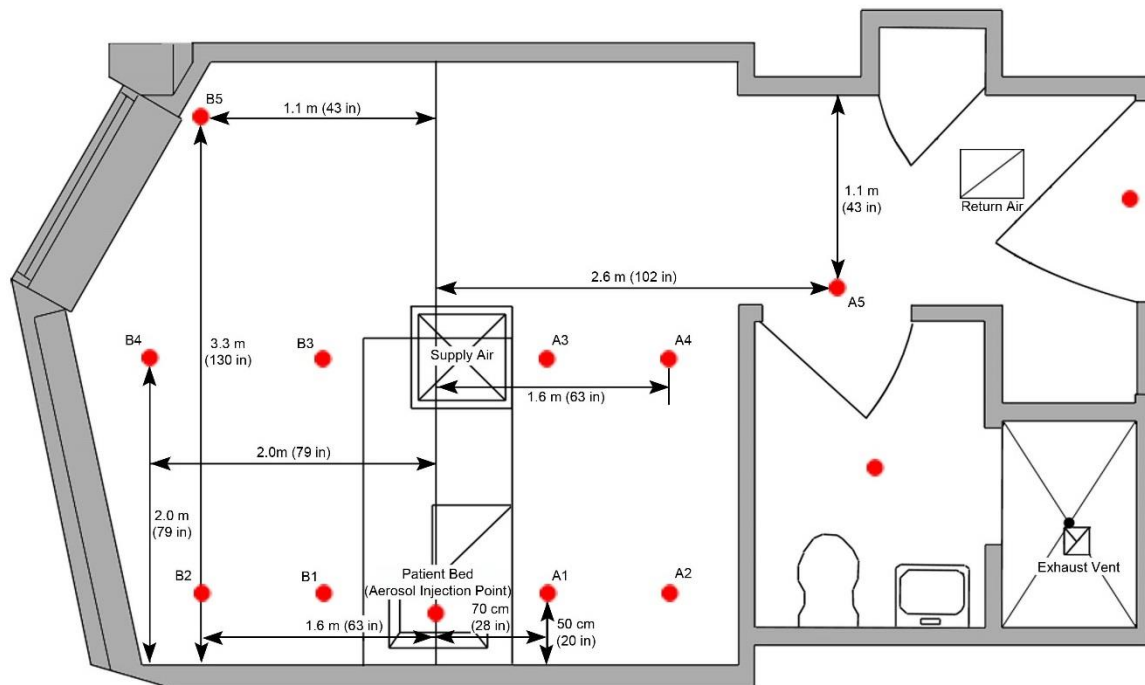 B5
1.1 m (43 in)
1.1 m
(43 in)
Return Air
2.6 m (102 in)
A5
B4
3.3 m
(130 in)
B3
Supply Air
A3
A4
1.6 m (63 in)
2.0m (79 in)
2.0 m
(79 in)
B2
B1
Patient Bed
(Aerosol Injection Point)
A1
A2
Exhaust Vent
1.6 m (63 in)
70 cm
(28 in)
50 cm
(20 in)